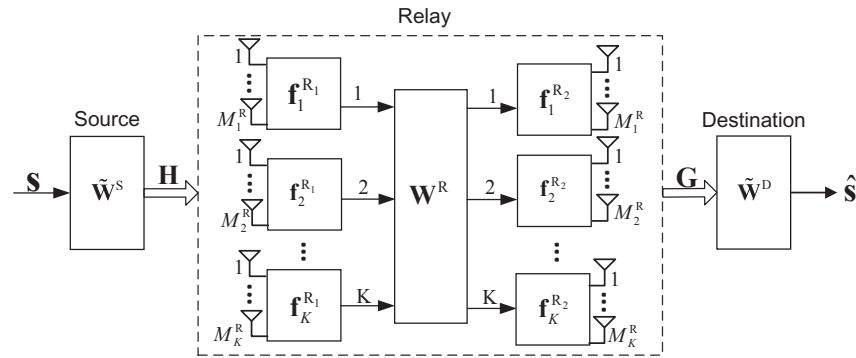 Relay
Source
Destination
s
W̃^S
H
1
M_1^R
f_1^{R_1}
1
1
M_2^R
f_2^{R_1}
2
1
M_K^R
f_K^{R_1}
K
W^R
1
f_1^{R_2}
1
M_1^R
2
f_2^{R_2}
1
M_2^R
K
f_K^{R_2}
1
M_K^R
G
W̃^D
ŝ